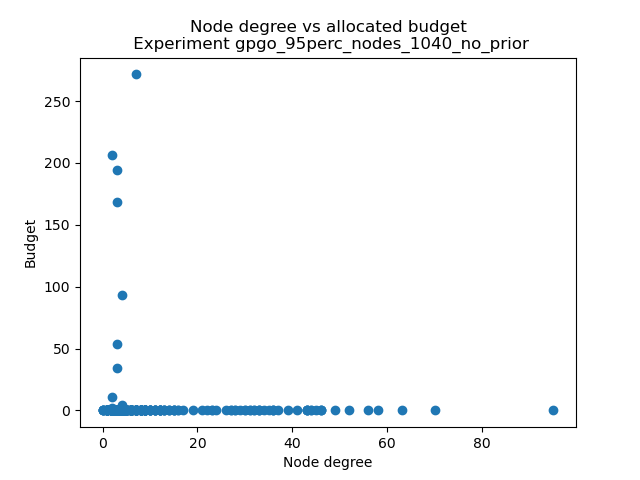 Node degree vs allocated budget
Experiment gpgo_95perc_nodes_1040_no_prior
250
200
150
100
50
0
Budget
0 20 40 60 80
Node degree